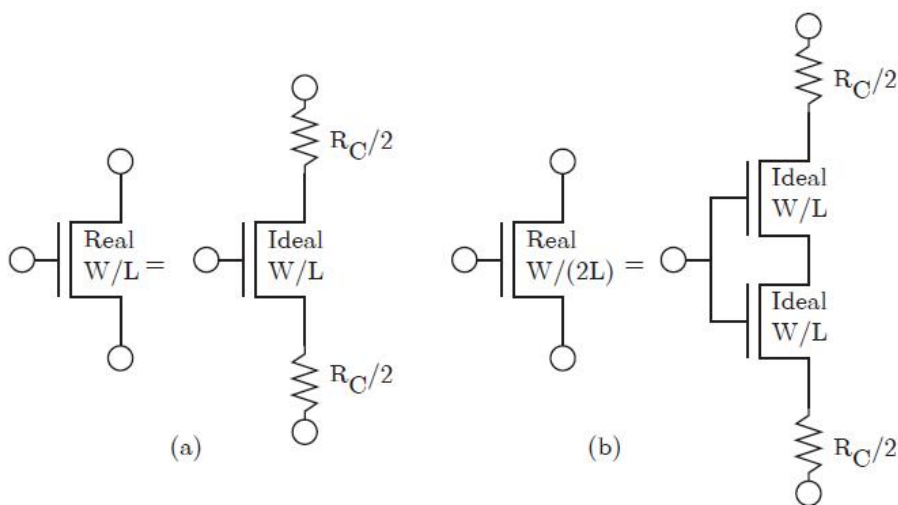 R_C/2
Real
W/L =
Ideal
W/L
R_C/2
(a)
R_C/2
Ideal
W/L
Real
W/(2L) =
Ideal
W/L
R_C/2
(b)